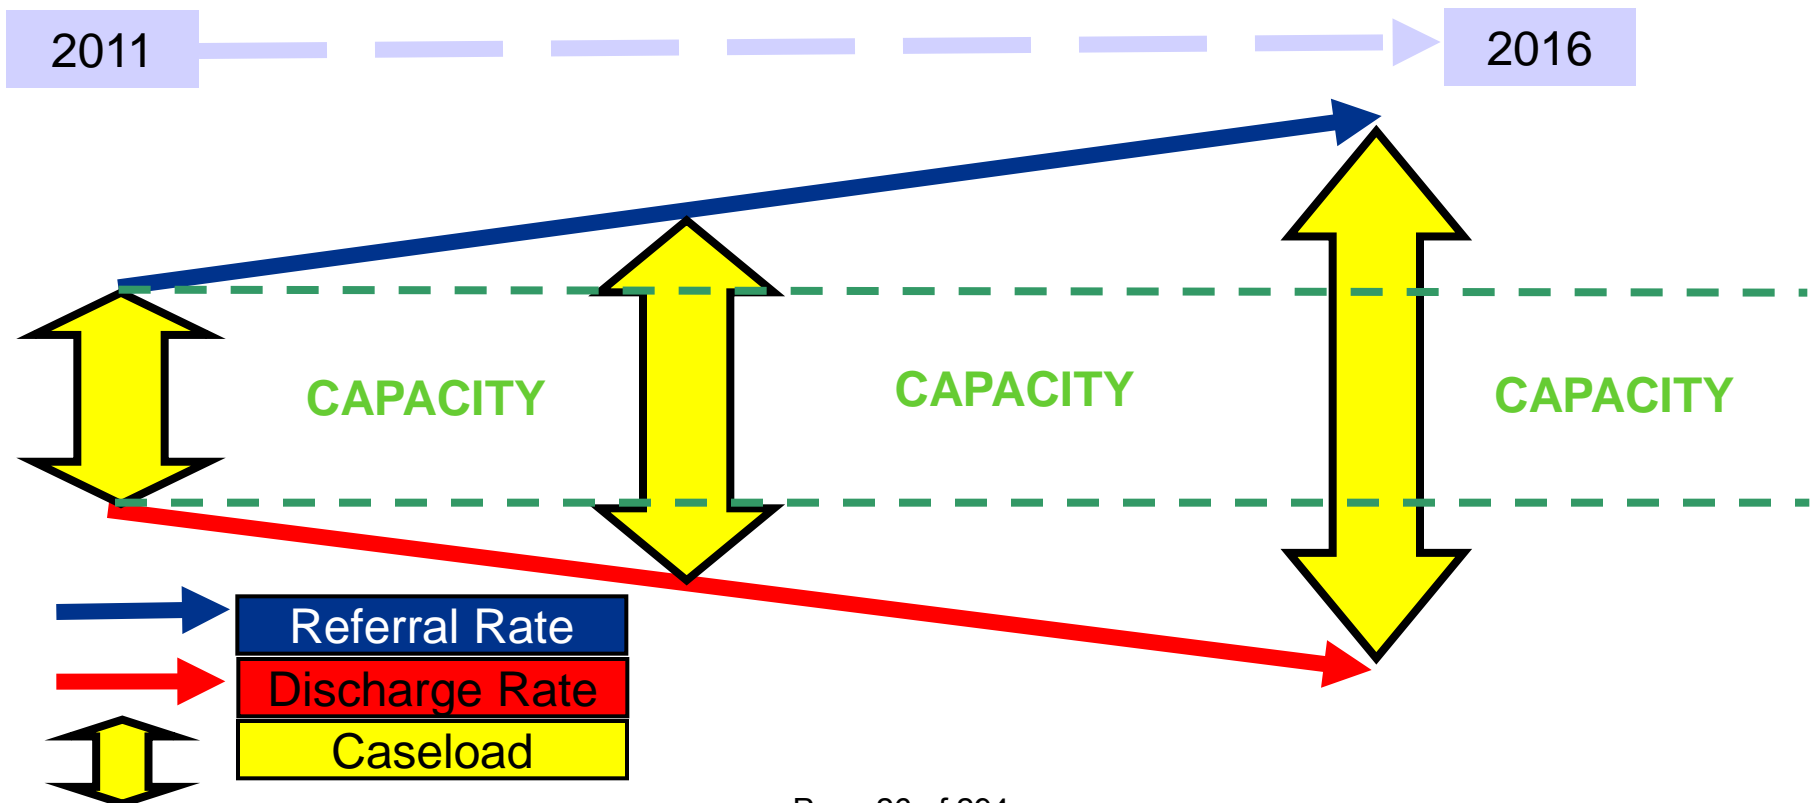 2011
2016
CAPACITY
CAPACITY
CAPACITY
Referral Rate
Discharge Rate
Caseload